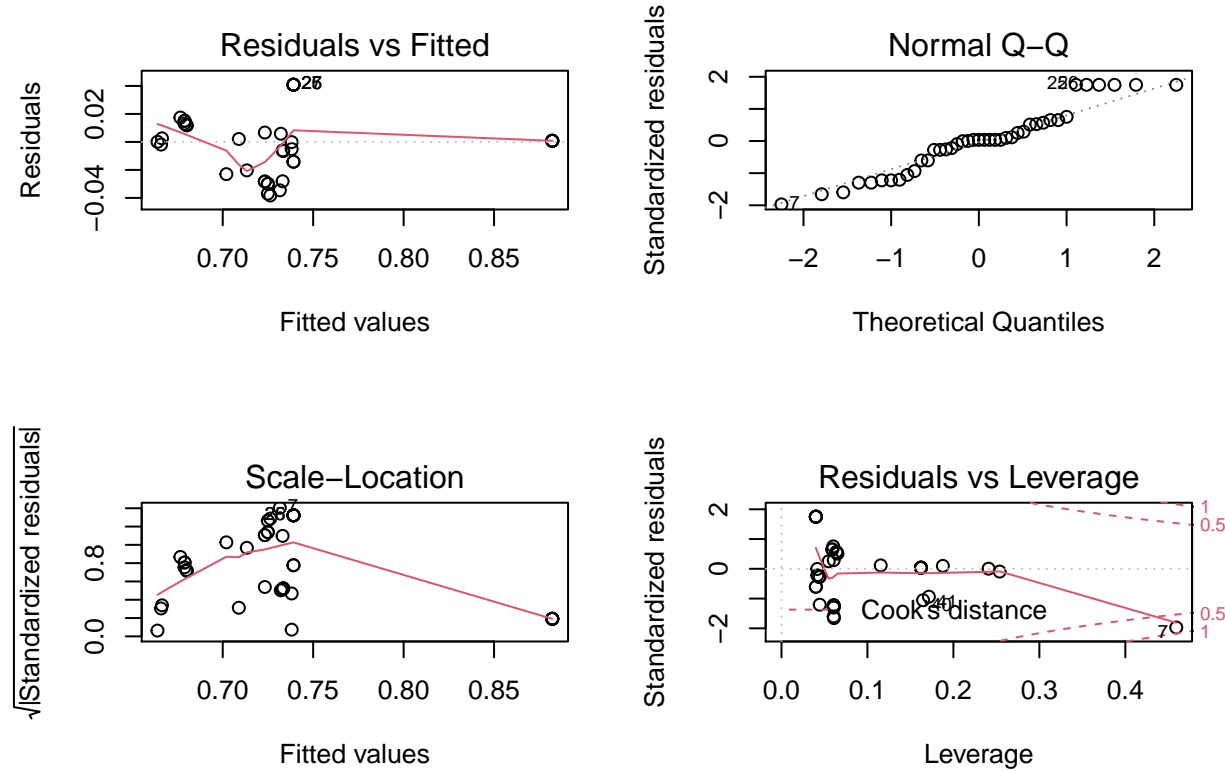 Residuals vs Fitted
Residuals
0.02
−0.04
0.70 0.75 0.80 0.85
Fitted values
Normal Q−Q
Standardized residuals
2
0
−2
7
−2 −1 0 1 2
Theoretical Quantiles
Scale−Location
√|Standardized residuals|
0.8
0.0
7
0.70 0.75 0.80 0.85
Fitted values
Residuals vs Leverage
Standardized residuals
2
0
−2
Cook's distance
7
1
0.5
0.5
1
0.0 0.1 0.2 0.3 0.4
Leverage